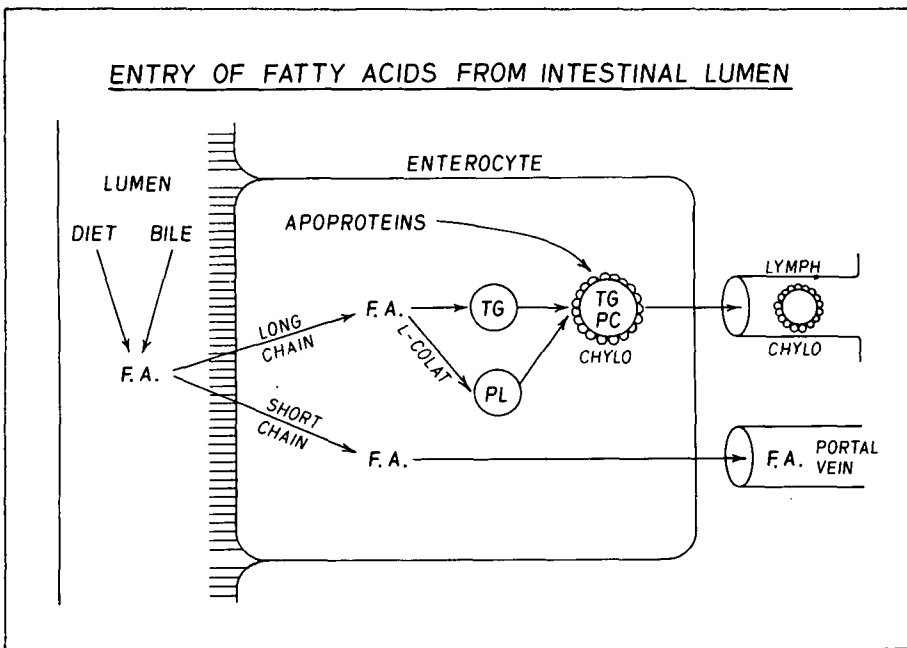 ENTRY OF FATTY ACIDS FROM INTESTINAL LUMEN
ENTEROCYTE
LUMEN
DIET BILE
APOPROTEINS
F.A.
LONG
CHAIN
F.A.
L-COLAT
TG
PL
TG
PC
CHYLO
LYMPH
CHYLO
SHORT
CHAIN
F.A.
F.A. PORTAL
VEIN